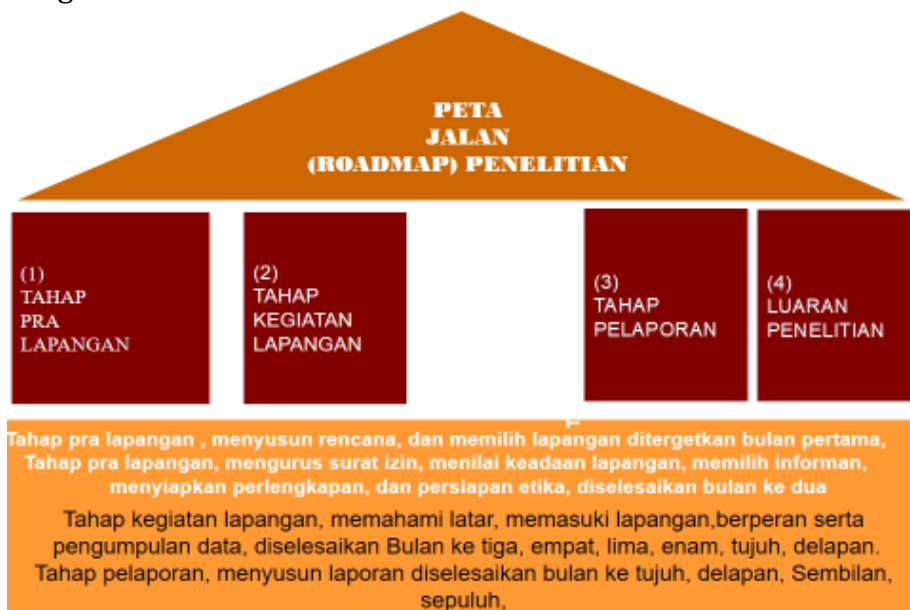 PETA
JALAN
(ROADMAP) PENELITIAN
(1)
TAHAP
PRA
LAPANGAN
(2)
TAHAP
KEGIATAN
LAPANGAN
(3)
TAHAP
PELAPORAN
(4)
LUARAN
PENELITIAN
Tahap pra lapangan , menyusun rencana, dan memilih lapangan ditergetkan bulan pertama,
Tahap pra lapangan, mengurus surat izin, menilai keadaan lapangan, memilih informan,
menyiapkan perlengkapan, dan persiapan etika, diselesaikan bulan ke dua
Tahap kegiatan lapangan, memahami latar, memasuki lapangan,berperan serta
pengumpulan data, diselesaikan Bulan ke tiga, empat, lima, enam, tujuh, delapan.
Tahap pelaporan, menyusun laporan diselesaikan bulan ke tujuh, delapan, Sembilan,
sepuluh,